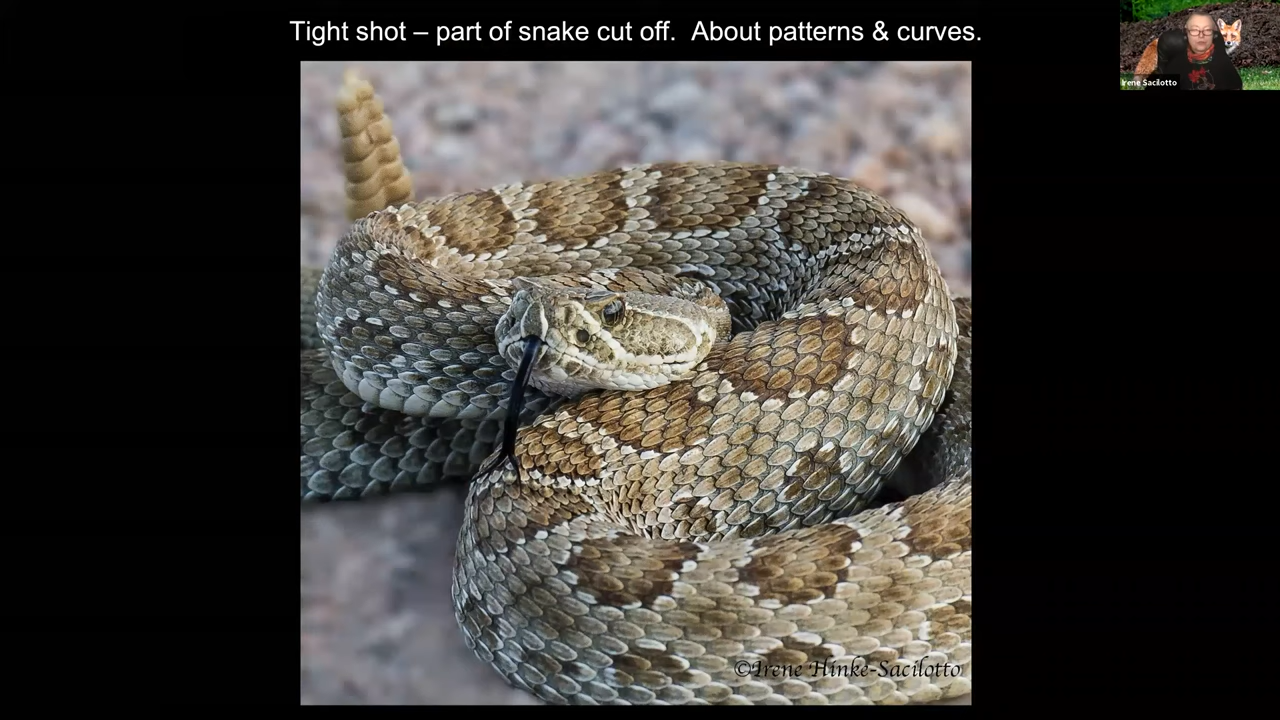 Tight shot – part of snake cut off.  About patterns & curves.
Irene Sacilotto
©Irene Hinke-Sacilotto